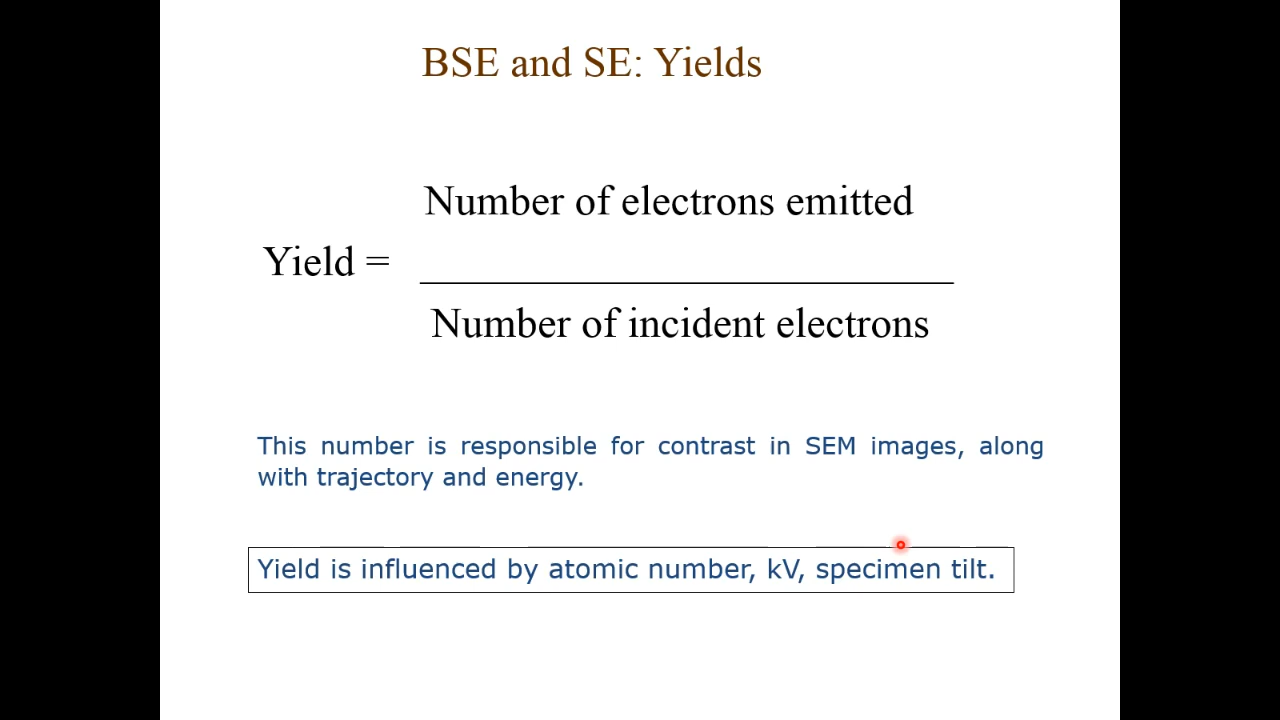 BSE and SE: Yields
Number of electrons emitted
Yield =
Number of incident electrons
This number is responsible for contrast in SEM images, along
with trajectory and energy.
Yield is influenced by atomic number, kV, specimen tilt.